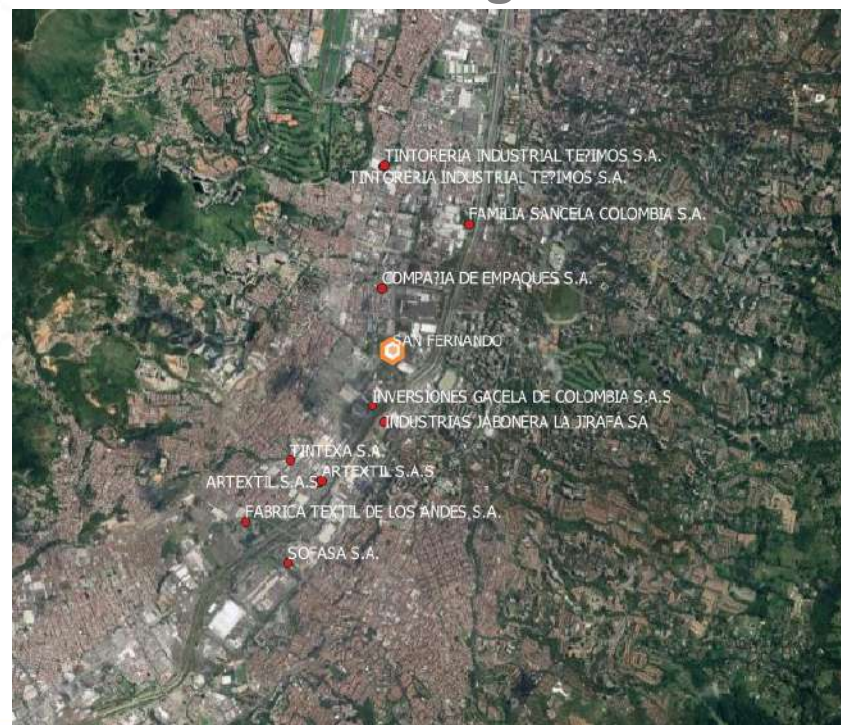 TINTORERIA INDUSTRIAL TE?IMOS S.A.
TINTORERIA INDUSTRIAL TE?IMOS S.A.
FAMILIA SANCELA COLOMBIA S.A.
COMPA?IA DE EMPAQUES S.A.
SAN FERNANDO
INVERSIONES GACELA DE COLOMBIA S.A.S
INDUSTRIAS JABONERA LA JIRAFA SA
TINTEXA S.A.
ARTEXTIL S.A.S
ARTEXTIL S.A.S
FABRICA TEXTIL DE LOS ANDES S.A.
SOFASA S.A.